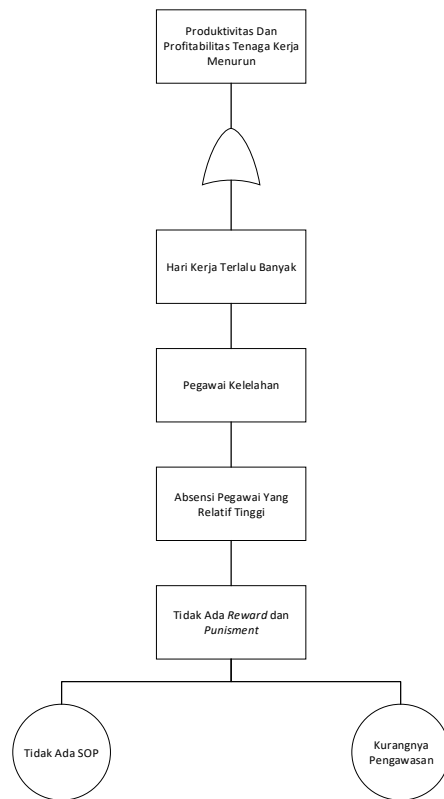 Produktivitas Dan
Profitabilitas Tenaga Kerja
Menurun
Hari Kerja Terlalu Banyak
Pegawai Kelelahan
Absensi Pegawai Yang
Relatif Tinggi
Tidak Ada Reward dan
Punisment
Tidak Ada SOP
Kurangnya
Pengawasan